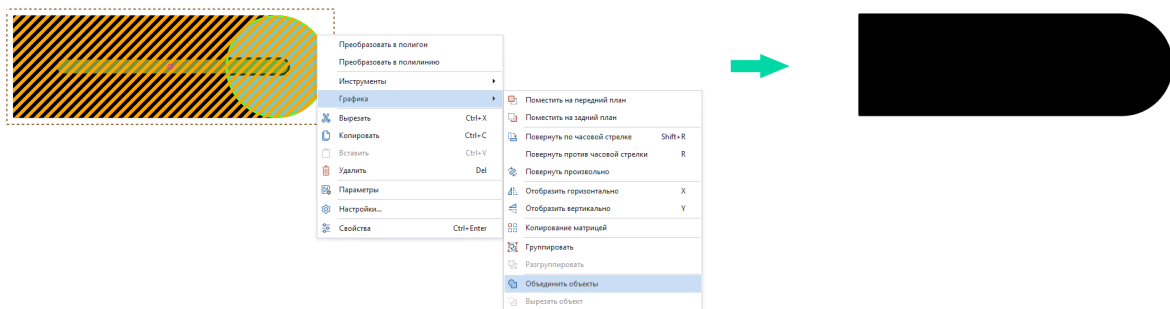 Преобразовать в полигон
Преобразовать в полилинию
Инструменты
Графика
Вырезать Ctrl+X
Копировать Ctrl+C
Вставить Ctrl+V
Удалить Del
Параметры
Настройки...
Свойства Ctrl+Enter
Поместить на передний план
Поместить на задний план
Повернуть по часовой стрелке Shift+R
Повернуть против часовой стрелки R
Повернуть произвольно
Отобразить горизонтально X
Отобразить вертикально Y
Копирование матрицей
Группировать
Разгруппировать
Объединить объекты
Вырезать объект